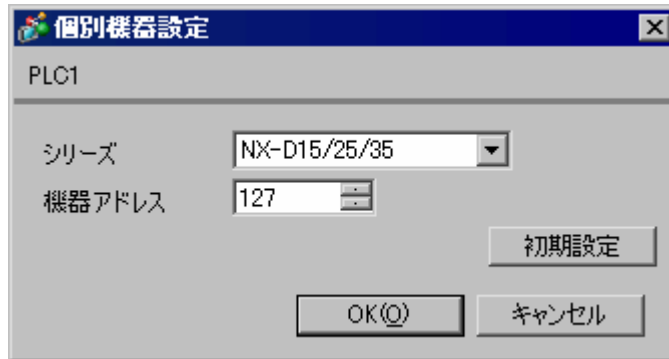 個別機器設定
PLC1
シリーズ NX-D15/25/35
機器アドレス 127
初期設定
OK(O) キャンセル